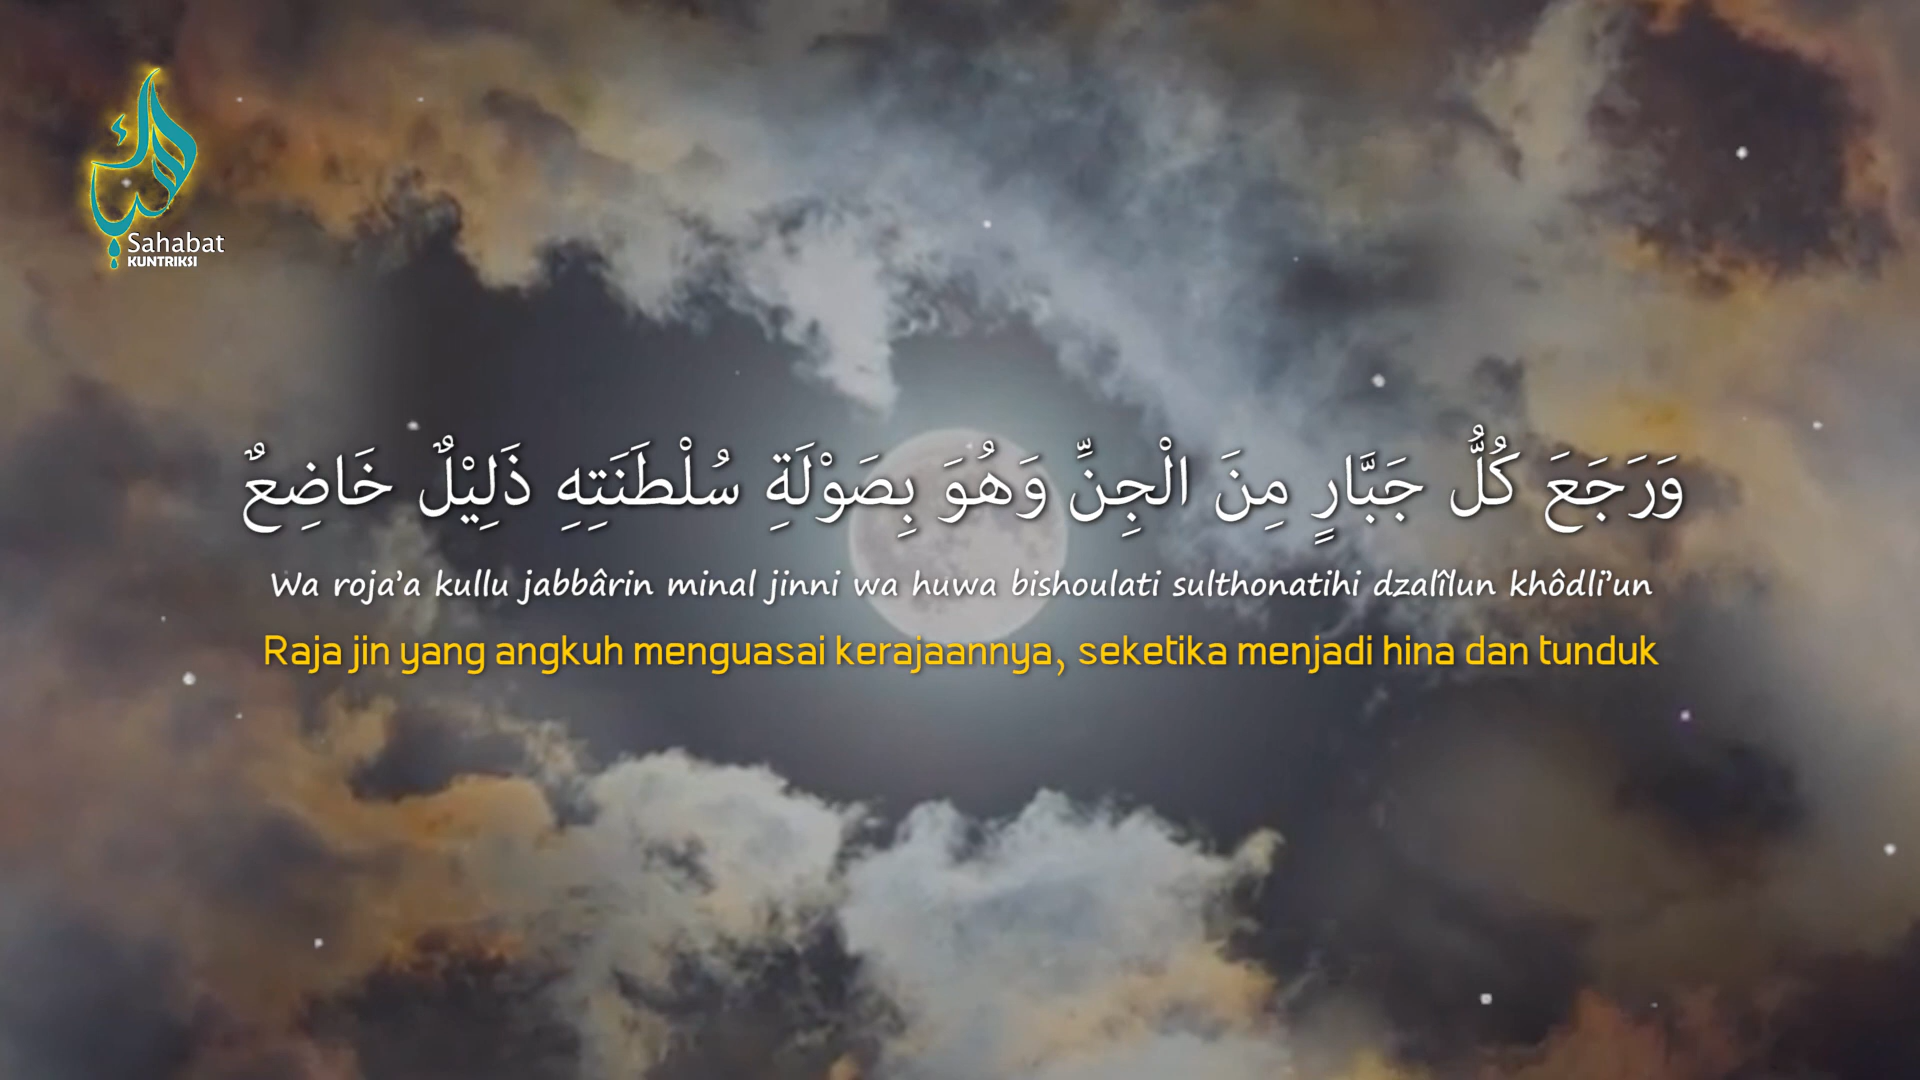 Sahabat
KUNTRIKSI
وَرَجَعَ كُلُّ جَبَّارٍ مِنَ الْجِنِّ وَهُوَ بِصَوْلَةِ سُلْطَنَتِهِ ذَلِيْلٌ خَاضِعٌ
Wa roja’a kullu jabbârin minal jinni wa huwa bishoulati sulthonatihi dzalîlun khôdli’un
Raja jin yang angkuh menguasai kerajaannya, seketika menjadi hina dan tunduk